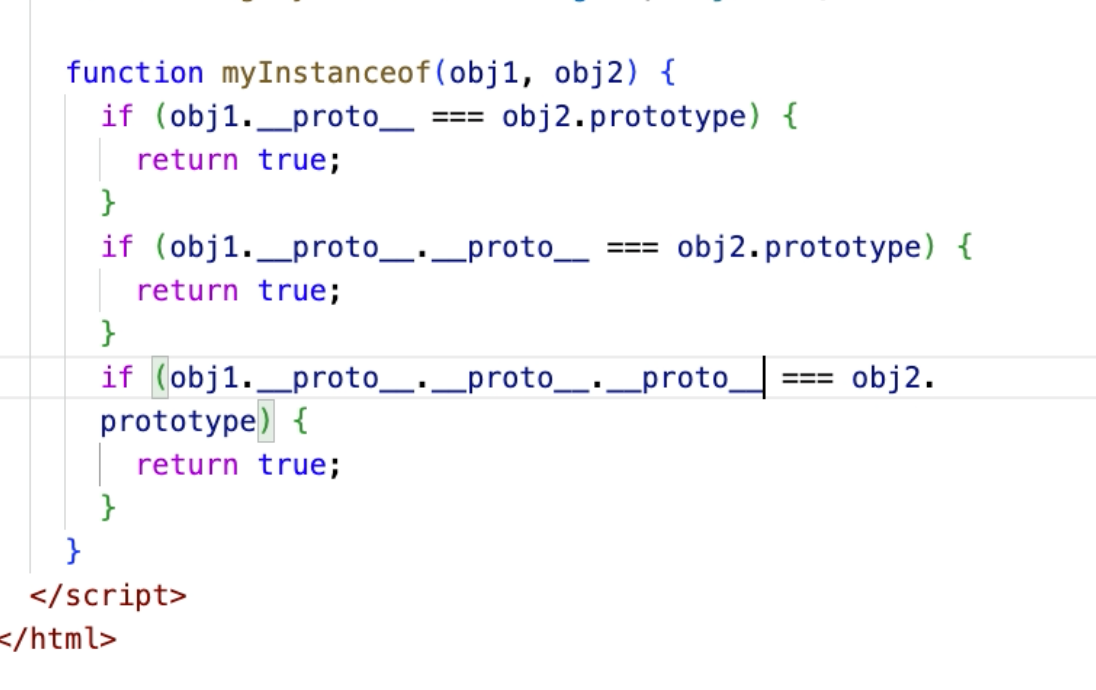 function myInstanceof(obj1, obj2) {
if (obj1.__proto__ === obj2.prototype) {
return true;
}
if (obj1.__proto__.__proto__ === obj2.prototype) {
return true;
}
if (obj1.__proto__.__proto__.__proto__ === obj2.
prototype) {
return true;
}
}
</script>
</html>